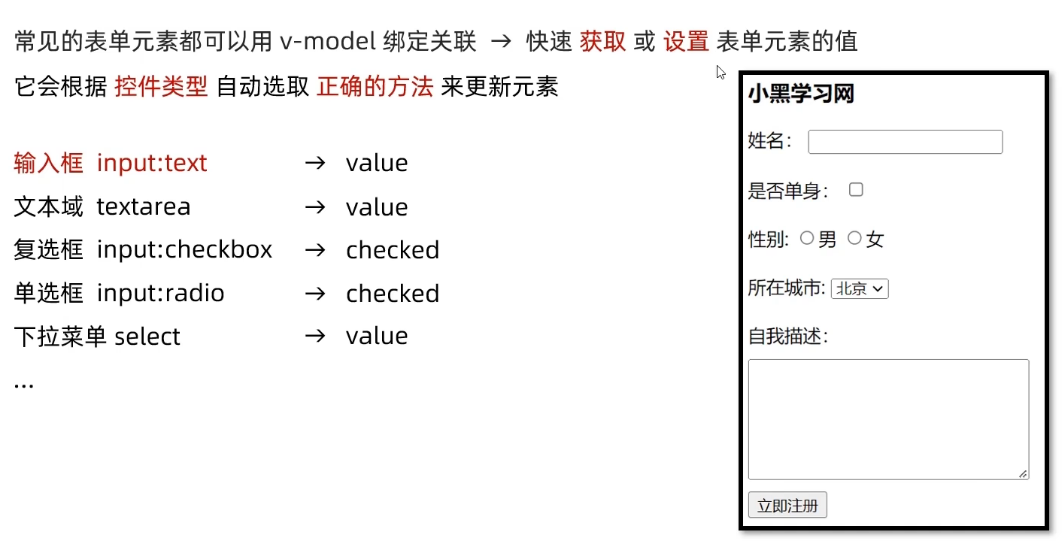 常见的表单元素都可以用 v-model 绑定关联 → 快速 获取 或 设置 表单元素的值
它会根据 控件类型 自动选取 正确的方法 来更新元素
输入框 input:text → value
文本域 textarea → value
复选框 input:checkbox → checked
单选框 input:radio → checked
下拉菜单 select → value
...
小黑学习网
姓名：
是否单身：
性别: 男 女
所在城市: 北京
自我描述：
立即注册